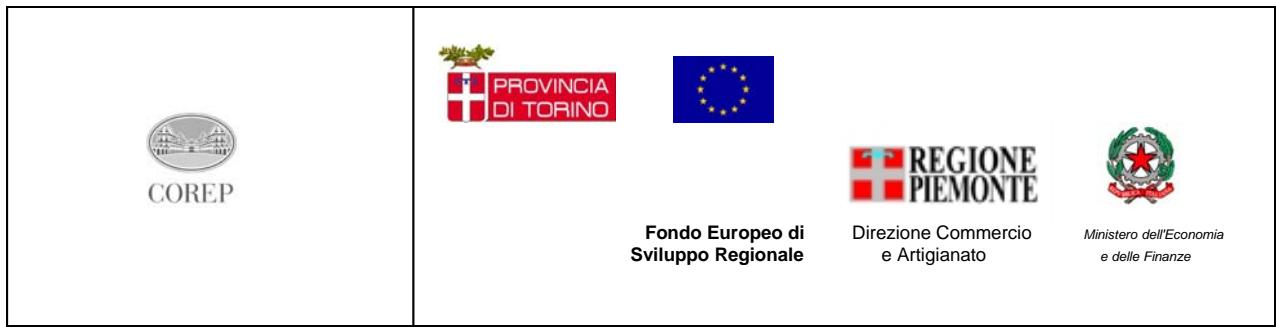 COREP
PROVINCIA
DI TORINO
REGIONE
PIEMONTE
Fondo Europeo di
Sviluppo Regionale
Direzione Commercio
e Artigianato
Ministero dell'Economia
e delle Finanze